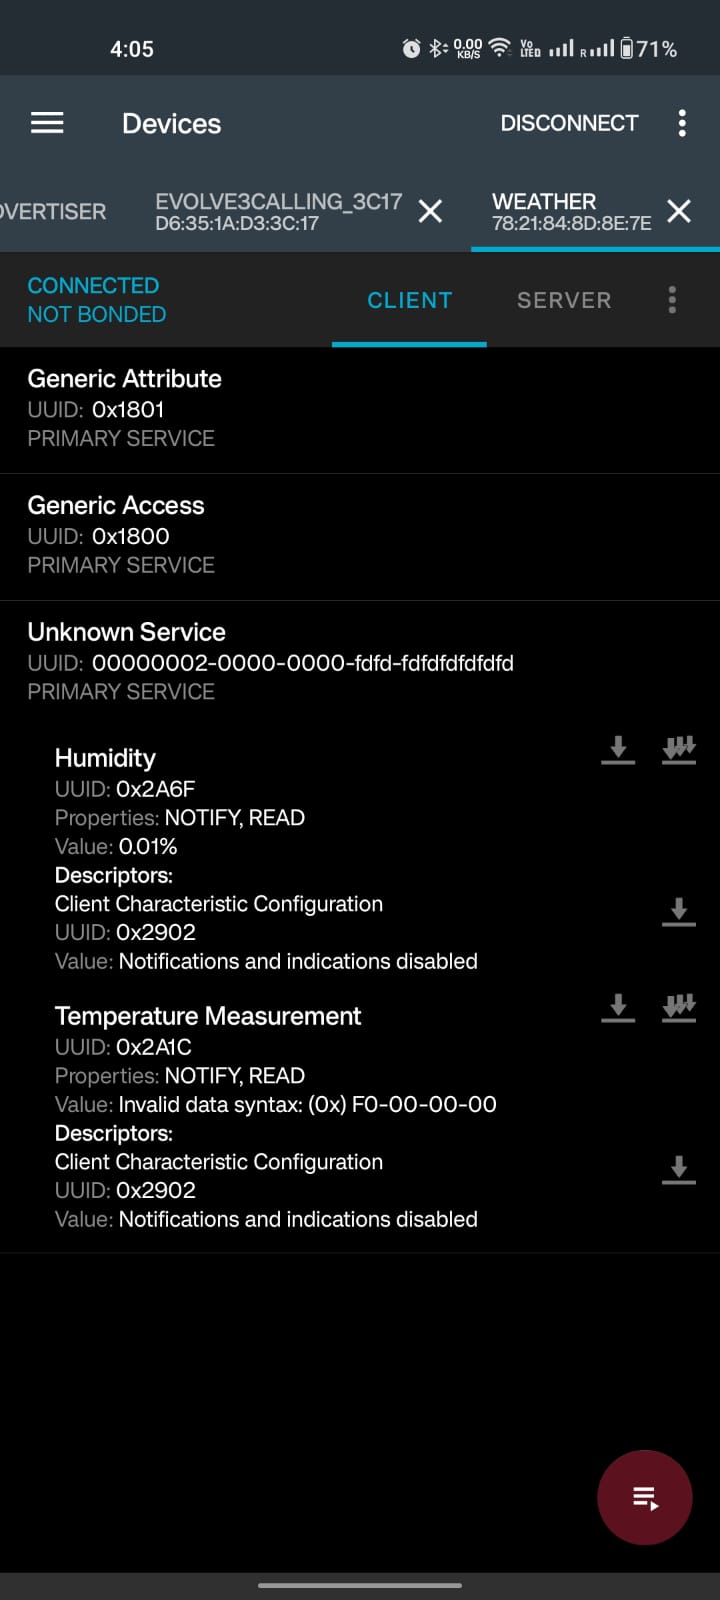 4:05
0.00
KB/S
Vo
LTED
R
71%
Devices
DISCONNECT
DVERTISER
EVOLVE3CALLING_3C17
D6:35:1A:D3:3C:17
WEATHER
78:21:84:8D:8E:7E
CONNECTED
NOT BONDED
CLIENT
SERVER
Generic Attribute
UUID: 0x1801
PRIMARY SERVICE
Generic Access
UUID: 0x1800
PRIMARY SERVICE
Unknown Service
UUID: 00000002-0000-0000-fdfd-fdfdfdfdfdfd
PRIMARY SERVICE
Humidity
UUID: 0x2A6F
Properties: NOTIFY, READ
Value: 0.01%
Descriptors:
Client Characteristic Configuration
UUID: 0x2902
Value: Notifications and indications disabled
Temperature Measurement
UUID: 0x2A1C
Properties: NOTIFY, READ
Value: Invalid data syntax: (0x) F0-00-00-00
Descriptors:
Client Characteristic Configuration
UUID: 0x2902
Value: Notifications and indications disabled